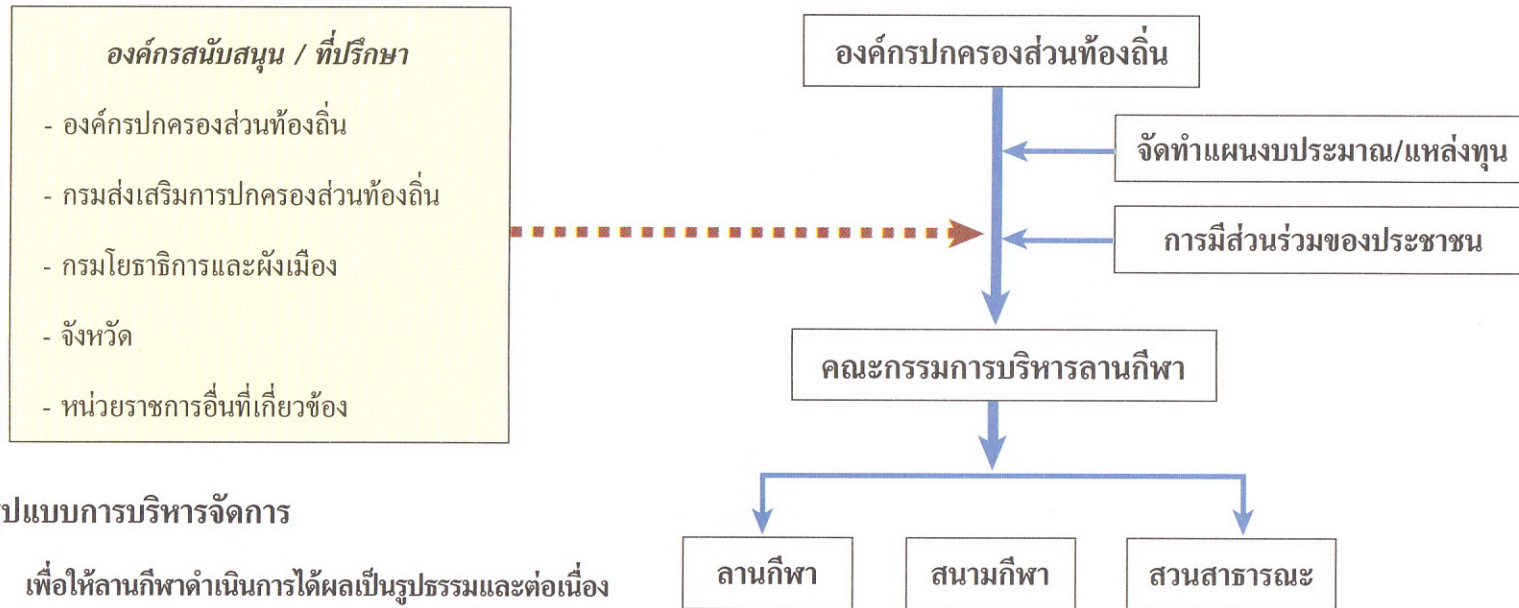 องค์กรสนับสนุน / ที่ปรึกษา
- องค์กรปกครองส่วนท้องถิ่น
- กรมส่งเสริมการปกครองส่วนท้องถิ่น
- กรมโยธาธิการและผังเมือง
- จังหวัด
- หน่วยราชการอื่นที่เกี่ยวข้อง
องค์กรปกครองส่วนท้องถิ่น
จัดทำแผนงบประมาณ/แหล่งทุน
การมีส่วนร่วมของประชาชน
คณะกรรมการบริหารลานกีฬา
ลานกีฬา
สนามกีฬา
สวนสาธารณะ
รูปแบบการบริหารจัดการ
เพื่อให้ลานกีฬาดำเนินการได้ผลเป็นรูปธรรมและต่อเนื่อง